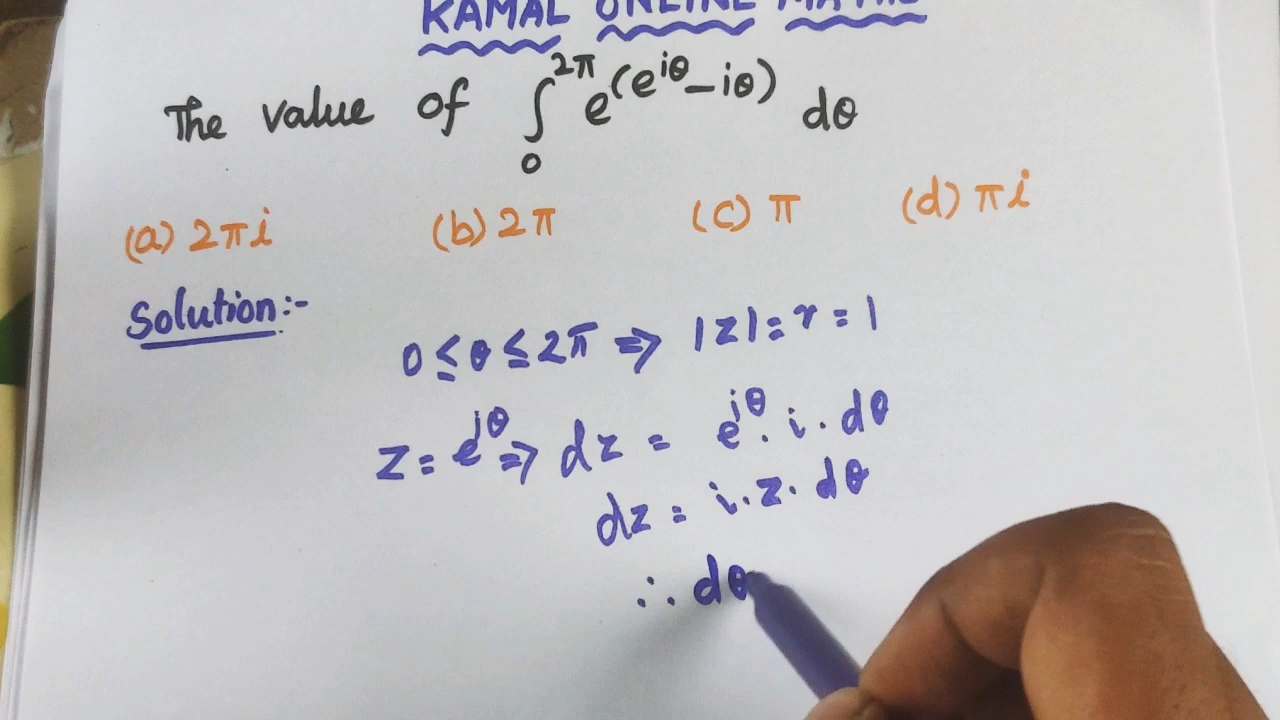 KAMAL ONLINE MATHS
The value of ∫₀^2π e^(e^iθ - iθ) dθ
(a) 2πi (b) 2π (c) π (d) πi
Solution:-
0 ≤ θ ≤ 2π ⇒ |z| = r = 1
z = e^iθ ⇒ dz = e^iθ . i . dθ
dz = i . z . dθ
∴ dθ